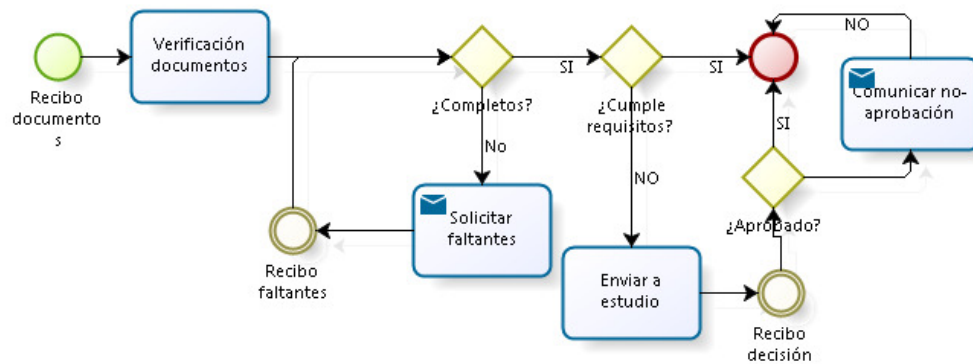 Recibo
documento
s
Verificación
documentos
¿Completos?
SI
¿Cumple
requisitos?
SI
NO
Comunicar no-
aprobación
No
Solicitar
faltantes
Recibo
faltantes
NO
Enviar a
estudio
Recibo
decisión
¿Aprobado?
SI